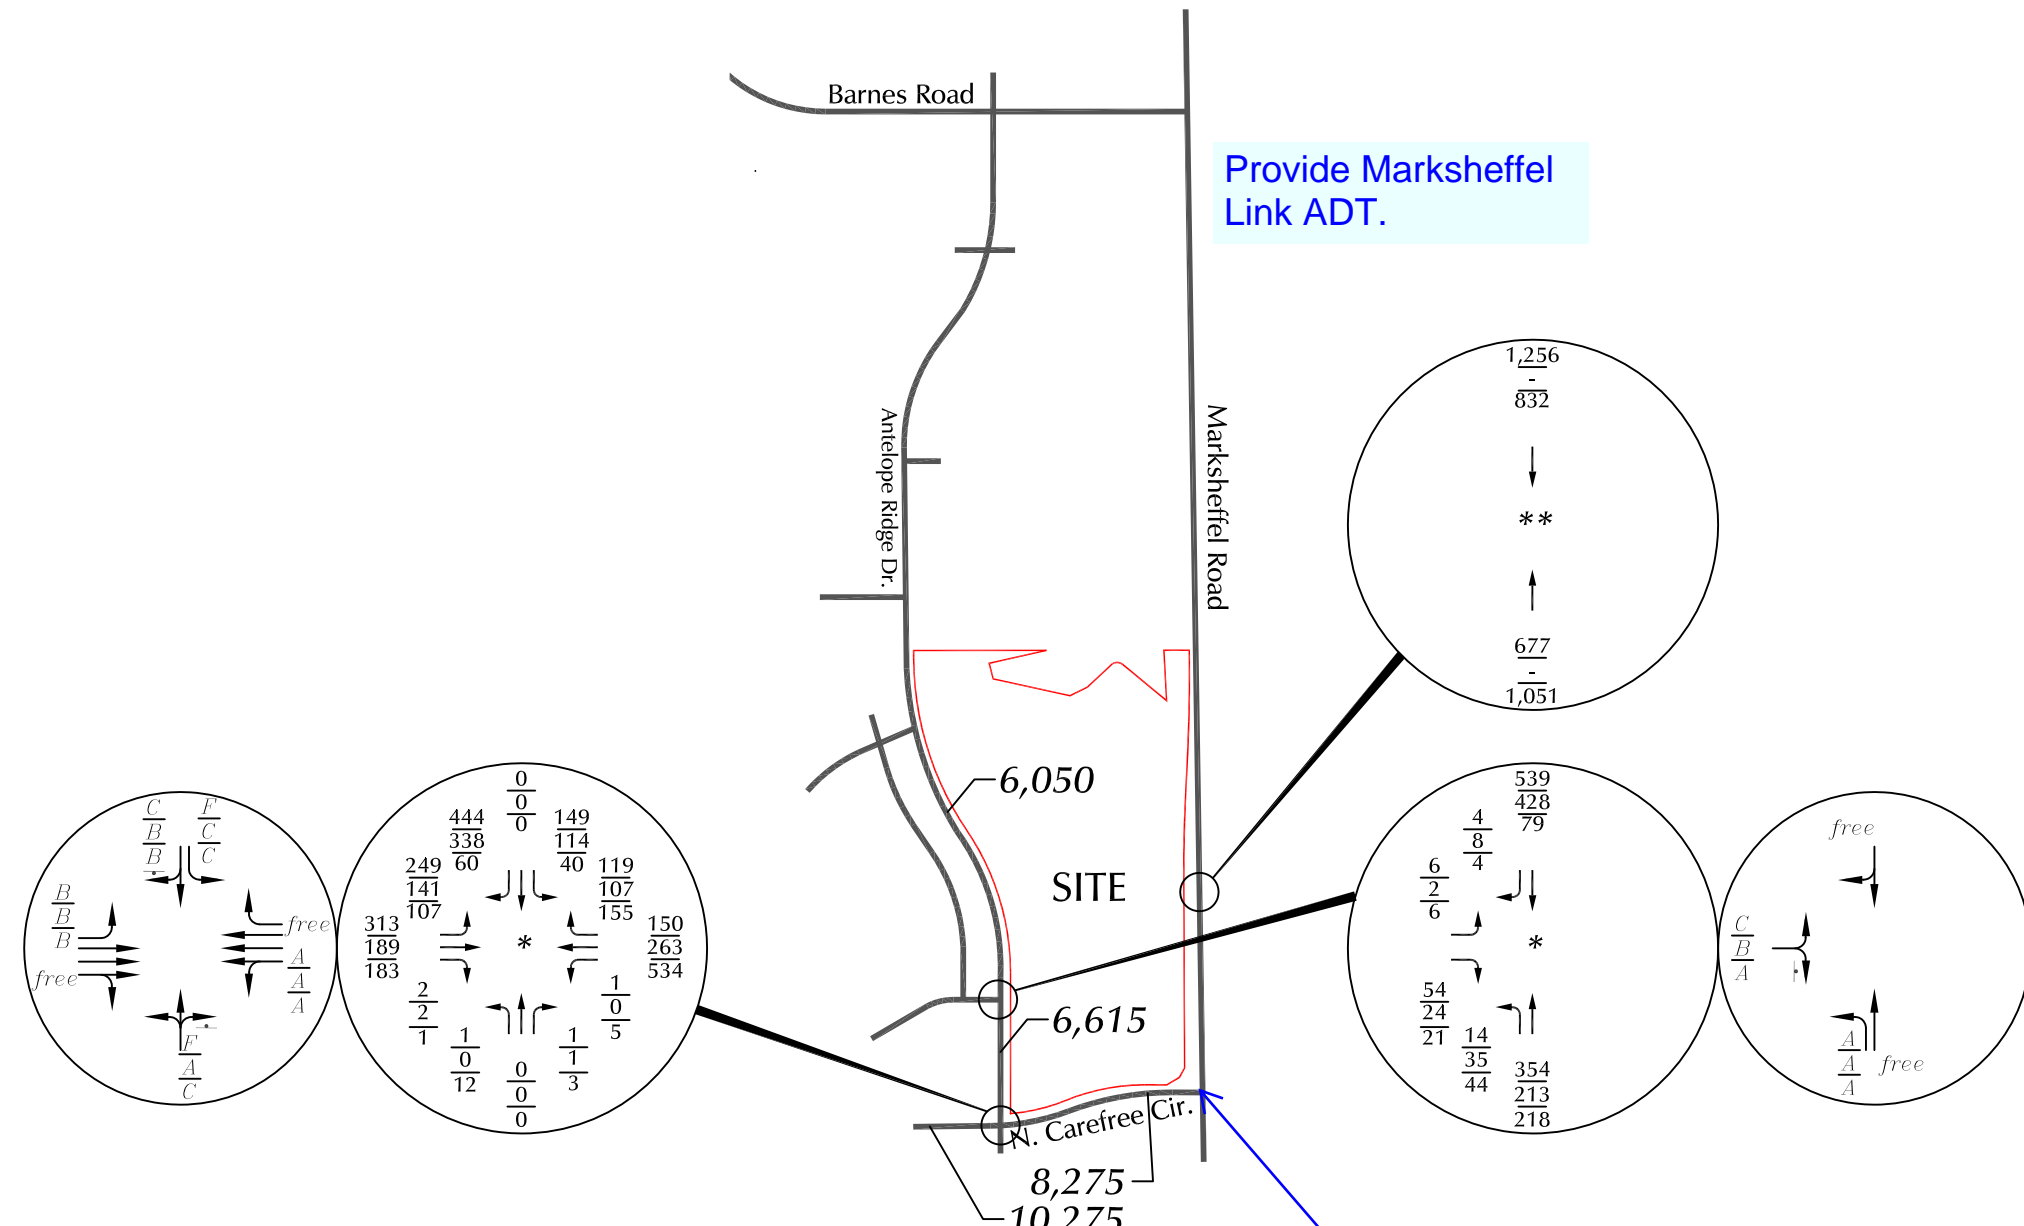 Barnes Road
Provide Marksheffel
Link ADT.
Antelope Ridge Dr.
Marksheffel Road
1,256
-
832
**
677
-
1,051
6,050
SITE
6,615
N. Carefree Cir.
8,275
10,275
C
B
B
F
C
C
B
B
B
free
free
A
A
A
F
A
C
0
0
0
444
338
60
149
114
40
249
141
107
119
107
155
313
189
183
*
150
263
534
2
2
1
1
0
5
1
0
12
1
1
3
0
0
0
539
428
79
4
8
4
6
2
6
*
54
24
21
14
35
44
354
213
218
free
C
B
A
A
A
A
free